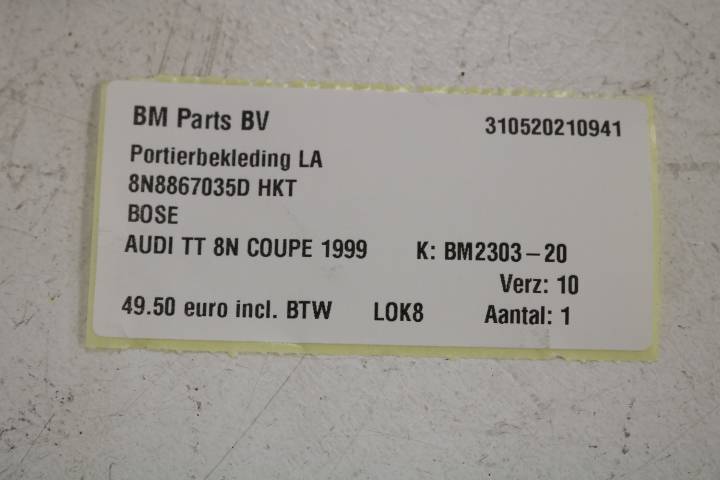 BM Parts BV 310520210941
Portierbekleding LA
8N8867035D HKT
BOSE
AUDI TT 8N COUPE 1999 K: BM2303-20
Verz: 10
49.50 euro incl. BTW LOK8 Aantal: 1